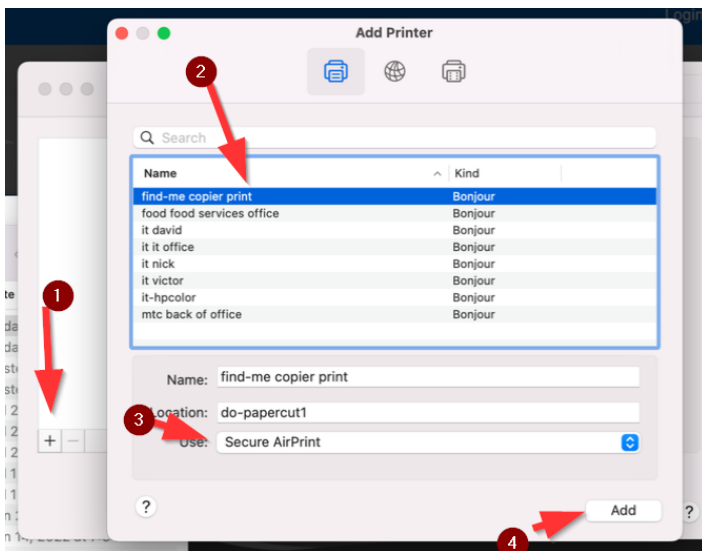 Login
Add Printer
2
Search
Name Kind
find-me copier print Bonjour
food food services office Bonjour
it david Bonjour
it it office Bonjour
it nick Bonjour
it victor Bonjour
it-hpcolor Bonjour
mtc back of office Bonjour
1
Name: find-me copier print
Location: do-papercut1
3
Use: Secure AirPrint
+ −
? Add ?
4